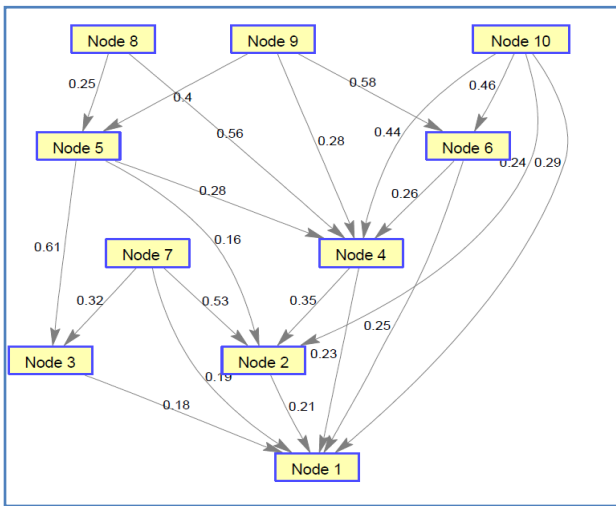 Node 8
Node 9
Node 10
0.25
0.4
0.58
0.46
0.56
0.28
0.44
Node 5
Node 6
0.24
0.29
0.28
0.26
0.61
0.16
Node 7
Node 4
0.32
0.53
0.35
0.25
Node 3
Node 2
0.23
0.19
0.18
0.21
Node 1